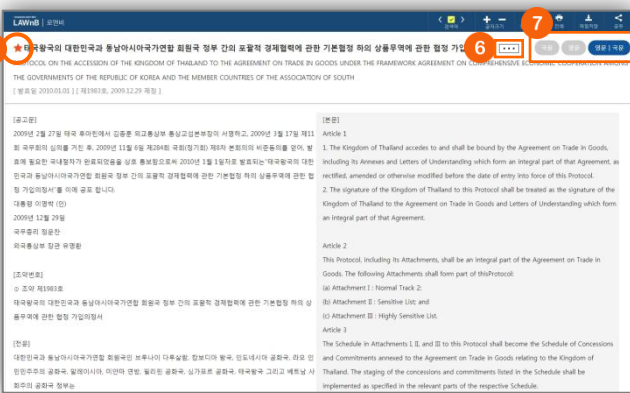 LAWnB | 로앤비
글자크기
인쇄
파일저장
공유
7
태국왕국의 대한민국과 동남아시아국가연합 회원국 정부 간의 포괄적 경제협력에 관한 기본협정 하의 상품무역에 관한 협정 가입
6
...
국문
영문
영문 | 국문
PROTOCOL ON THE ACCESSION OF THE KINGDOM OF THAILAND TO THE AGREEMENT ON TRADE IN GOODS UNDER THE FRAMEWORK AGREEMENT ON COMPREHENSIVE ECONOMIC COOPERATION AMONG
THE GOVERNMENTS OF THE REPUBLIC OF KOREA AND THE MEMBER COUNTRIES OF THE ASSOCIATION OF SOUTH
[ 발효일 2010.01.01 ] [ 제1983호, 2009.12.29 제정 ]
[공고문]
2009년 2월 27일 태국 후아힌에서 김종훈 외교통상부 통상교섭본부장이 서명하고, 2009년 3월 17일 제11
회 국무회의 심의를 거친 후, 2009년 11월 6일 제284회 국회(정기회) 제8차 본회의의 비준동의를 얻어, 발
효에 필요한 국내절차가 완료되었음을 상호 통보함으로써 2010년 1월 1일자로 발효되는"태국왕국의 대한
민국과 동남아시아국가연합 회원국 정부 간의 포괄적 경제협력에 관한 기본협정 하의 상품무역에 관한 협
정 가입의정서"를 이에 공포 합니다.
대통령 이명박 (인)
2009년 12월 29일
국무총리 정운찬
외국통상부 장관 유명환
[조약번호]
⊙ 조약 제1983호
태국왕국의 대한민국과 동남아시아국가연합 회원국 정부 간의 포괄적 경제협력에 관한 기본협정 하의 상
품무역에 관한 협정 가입의정서
[전문]
대한민국과 동남아시아국가연합 회원국인 브루나이 다루살람, 캄보디아 왕국, 인도네시아 공화국, 라오 인
민민주주의 공화국, 말레이시아, 미얀마 연방, 필리핀 공화국, 싱가포르 공화국, 태국왕국 그리고 베트남 사
회주의 공화국 정부는
[본문]
Article 1
1. The Kingdom of Thailand accedes to and shall be bound by the Agreement on Trade in Goods,
including its Annexes and Letters of Understanding which form an integral part of that Agreement, as
rectified, amended or otherwise modified before the date of entry into force of this Protocol.
2. The signature of the Kingdom of Thailand to this Protocol shall be treated as the signature of the
Kingdom of Thailand to the Agreement on Trade in Goods and Letters of Understanding which form
an integral part of that Agreement.
Article 2
This Protocol, including its Attachments, shall be an integral part of the Agreement on Trade in
Goods. The following Attachments shall form part of thisProtocol:
(a) Attachment I : Normal Track 2;
(b) Attachment II : Sensitive List; and
(c) Attachment III : Highly Sensitive List.
Article 3
The Schedule in Attachments I, II, and III to this Protocol shall become the Schedule of Concessions
and Commitments annexed to the Agreement on Trade in Goods relating to the Kingdom of
Thailand. The staging of the concessions and commitments listed in the Schedule shall be
implemented as specified in the relevant parts of the respective Schedule.